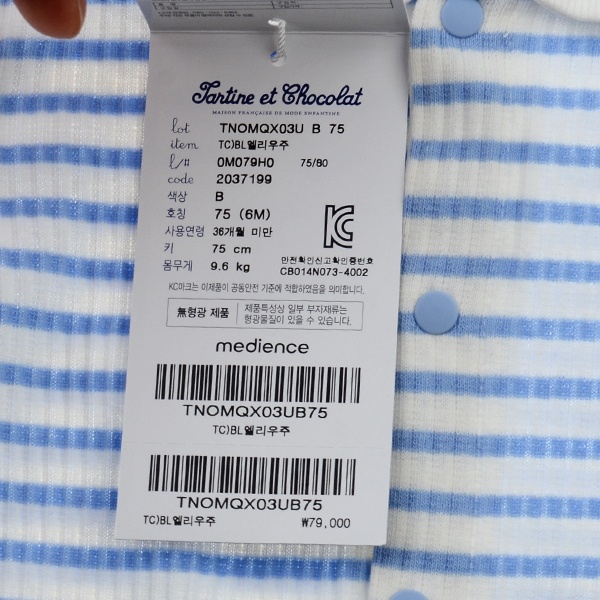 Tartine et Chocolat
MAISON FRANÇAISE DE MODE ENFANTINE
lot TNOMQX03U B 75
item TC)BL엘리우주
l/# 0M079H0 75/80
code 2037199
색상 B
호칭 75 (6M)
사용연령 36개월 미만
키 75 cm
몸무게 9.6 kg
안전확인신고확인증번호
CB014N073-4002
KC마크는 이제품이 공통안전 기준에 적합하였음을 의미합니다.
無형광 제품 제품특성상 일부 부자재류는
형광물질이 있을 수 있습니다.
medience
TNOMQX03UB75
TC)BL엘리우주
TNOMQX03UB75
TC)BL엘리우주 ₩79,000